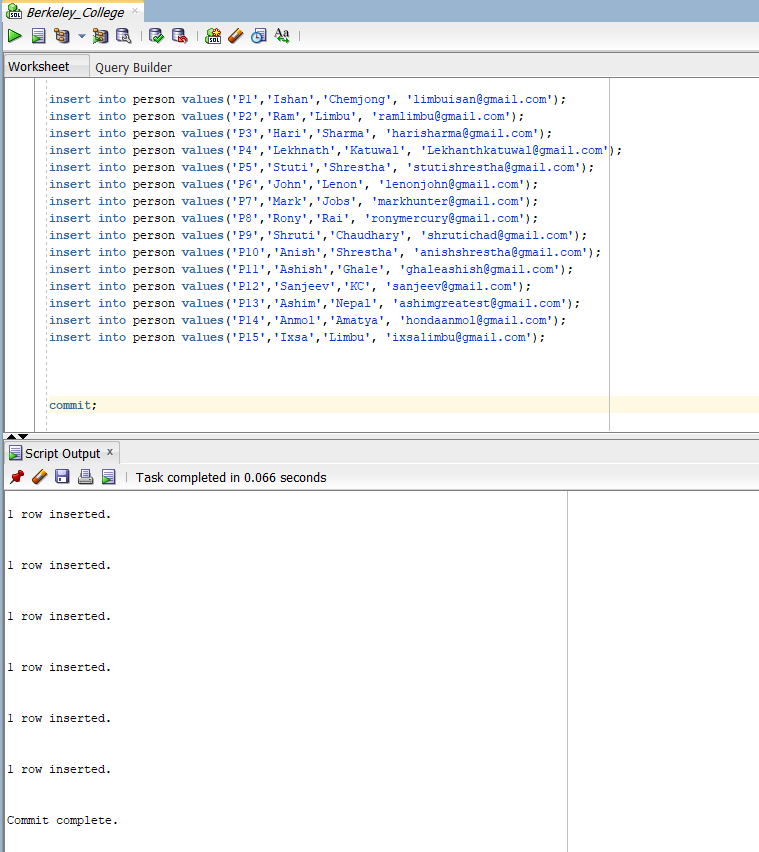 Berkeley_College
Worksheet Query Builder
insert into person values('P1','Ishan','Chemjong', 'limbuisan@gmail.com');
insert into person values('P2','Ram','Limbu', 'ramlimbu@gmail.com');
insert into person values('P3','Hari','Sharma', 'harisharma@gmail.com');
insert into person values('P4','Lekhnath','Katuwal', 'Lekhanthkatuwal@gmail.com');
insert into person values('P5','Stuti','Shrestha', 'stutishrestha@gmail.com');
insert into person values('P6','John','Lenon', 'lenonjohn@gmail.com');
insert into person values('P7','Mark','Jobs', 'markhunter@gmail.com');
insert into person values('P8','Rony','Rai', 'ronymercury@gmail.com');
insert into person values('P9','Shruti','Chaudhary', 'shrutichad@gmail.com');
insert into person values('P10','Anish','Shrestha', 'anishshrestha@gmail.com');
insert into person values('P11','Ashish','Ghale', 'ghaleashish@gmail.com');
insert into person values('P12','Sanjeev','KC', 'sanjeev@gmail.com');
insert into person values('P13','Ashim','Nepal', 'ashimgreatest@gmail.com');
insert into person values('P14','Anmol','Amatya', 'hondaanmol@gmail.com');
insert into person values('P15','Ixsa','Limbu', 'ixsalimbu@gmail.com');
commit;
Script Output x
Task completed in 0.066 seconds
1 row inserted.
1 row inserted.
1 row inserted.
1 row inserted.
1 row inserted.
1 row inserted.
Commit complete.